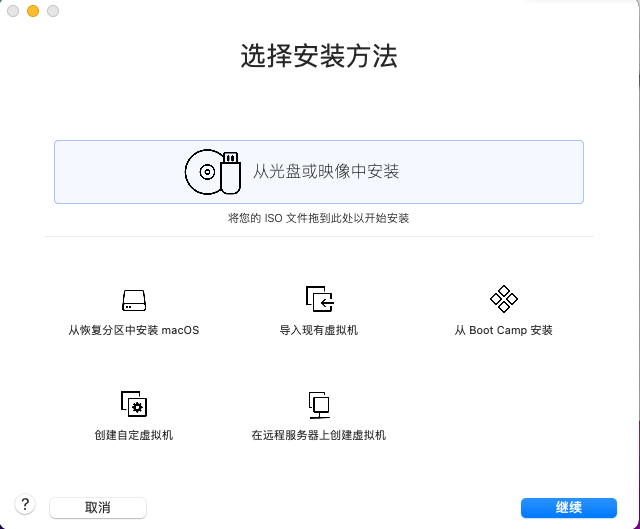 选择安装方法
从光盘或映像中安装
将您的 ISO 文件拖到此处以开始安装
从恢复分区中安装 macOS
导入现有虚拟机
从 Boot Camp 安装
创建自定虚拟机
在远程服务器上创建虚拟机
?
取消
继续